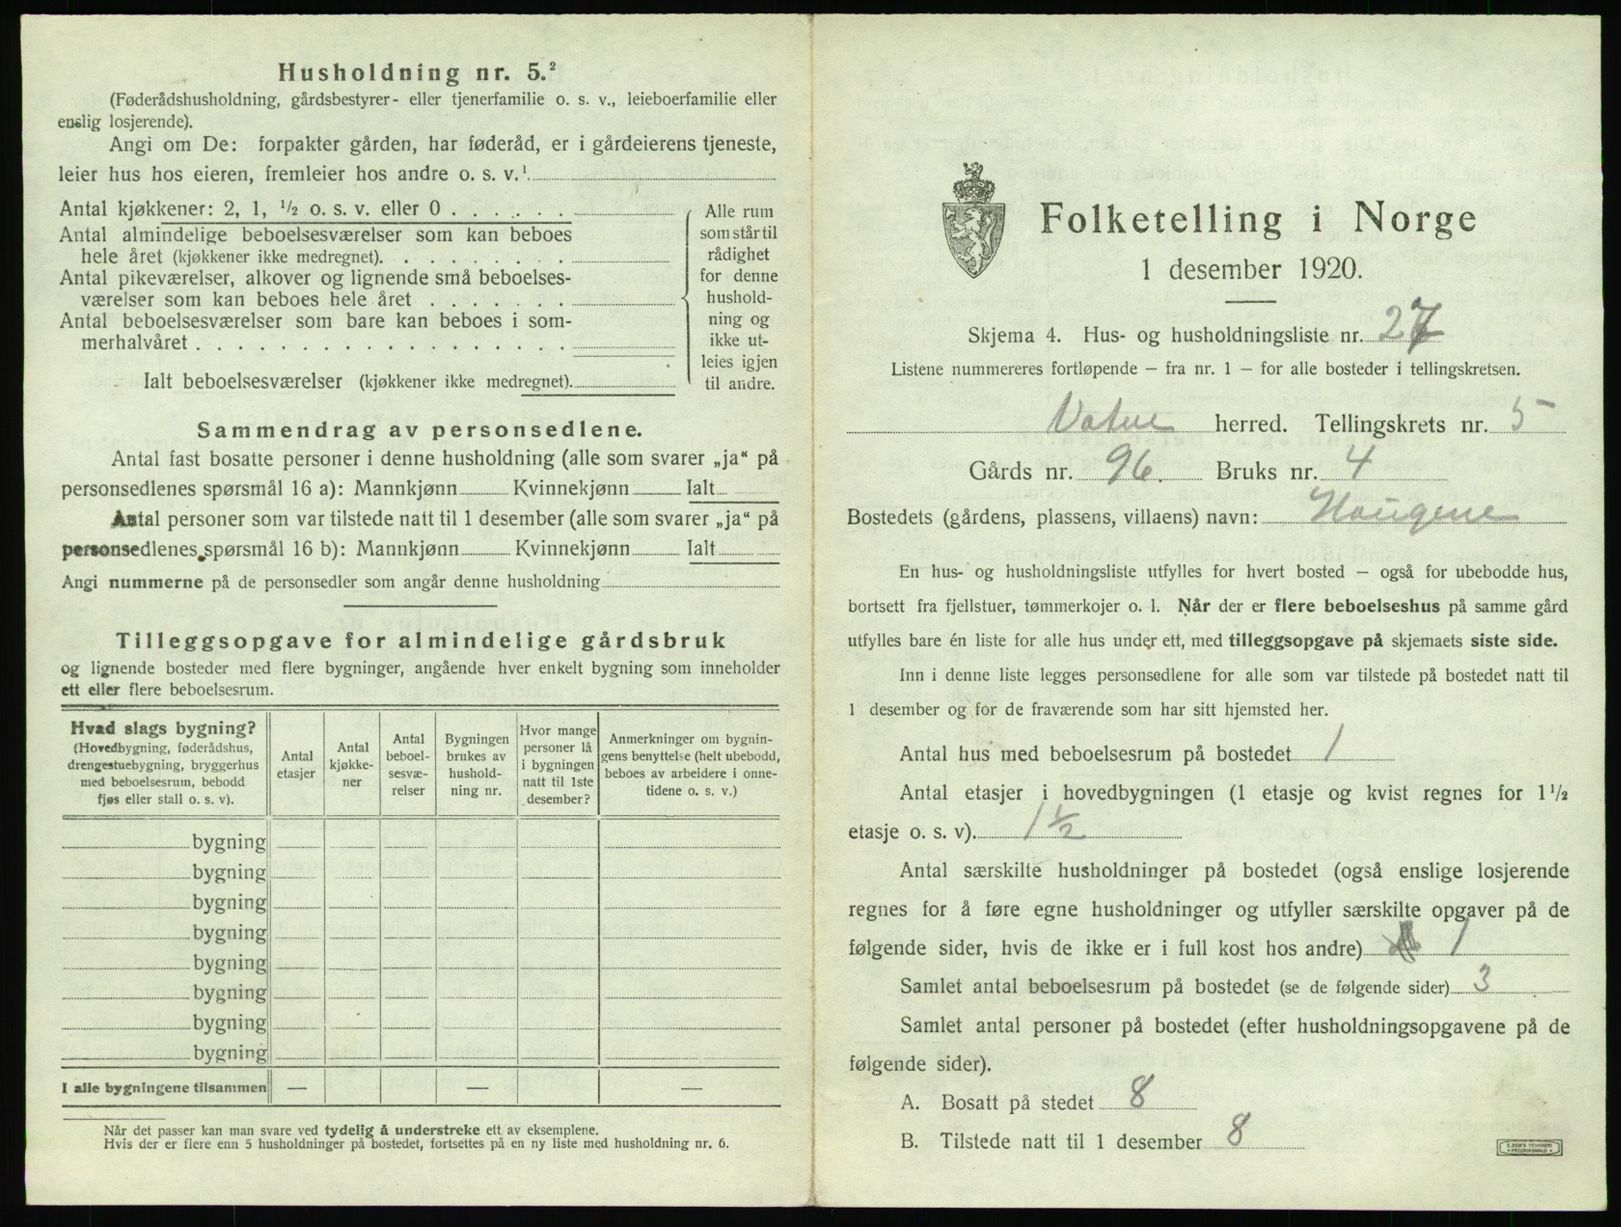 Husholdning nr. 5.²
(Føderådshusholdning, gårdsbestyrer- eller tjenerfamilie o. s. v., leieboerfamilie eller
enslig losjerende).
Angi om De: forpakter gården, har føderåd, er i gårdeierens tjeneste,
leier hus hos eieren, fremleier hos andre o. s. v.¹
Antal kjøkkener: 2, 1, ½ o. s. v. eller 0 . . . . . .
Antal almindelige beboelsesværelser som kan beboes
hele året (kjøkkener ikke medregnet). . . . . . . . .
Antal pikeværelser, alkover og lignende små beboelses-
værelser som kan beboes hele året . . . . . . .
Antal beboelsesværelser som bare kan beboes i som-
merhalvåret . . . . . . . . . . . . . . . . . .
Ialt beboelsesværelser (kjøkkener ikke medregnet).
Alle rum
som står til
rådighet
for denne
hushold-
ning og
ikke ut-
leies igjen
til andre.
Sammendrag av personsedlene.
Antal fast bosatte personer i denne husholdning (alle som svarer „ja“ på
personsedlenes spørsmål 16 a): Mannkjønn Kvinnekjønn Ialt
Antal personer som var tilstede natt til 1 desember (alle som svarer „ja“ på
personsedlenes spørsmål 16 b): Mannkjønn Kvinnekjønn Ialt
Angi nummerne på de personsedler som angår denne husholdning
Tilleggsopgave for almindelige gårdsbruk
og lignende bosteder med flere bygninger, angående hver enkelt bygning som inneholder
ett eller flere beboelsesrum.
Hvad slags bygning?
(Hovedbygning, føderådshus,
drengestuebygning, bryggerhus
med beboelsesrum, bebodd
fjøs eller stall o. s. v).
Antal
etasjer
Antal
kjøkke-
ner
Antal
beboel-
sesvæ-
relser
Bygningen
brukes av
hushold-
ning nr.
Hvor mange
personer lå
i bygningen
natt til 1ste
desember?
Anmerkninger om bygnin-
gens benyttelse (helt ubebodd,
beboes av arbeidere i onne-
tidene o. s. v.)
bygning
bygning
bygning
bygning
bygning
bygning
bygning
bygning
I alle bygningene tilsammen — — —
Når det passer kan man svare ved tydelig å understreke ett av eksemplene.
Hvis der er flere enn 5 husholdninger på bostedet, fortsettes på en ny liste med husholdning nr. 6.
Folketelling i Norge
1 desember 1920.
Skjema 4. Hus- og husholdningsliste nr. 27
Listene nummereres fortløpende – fra nr. 1 – for alle bosteder i tellingskretsen.
Vatne herred. Tellingskrets nr. 5
Gårds nr. 96. Bruks nr. 4
Bostedets (gårdens, plassens, villaens) navn: Haugene
En hus- og husholdningsliste utfylles for hvert bosted – også for ubebodde hus,
bortsett fra fjellstuer, tømmerkojer o. l. Når der er flere beboelseshus på samme gård
utfylles bare én liste for alle hus under ett, med tilleggsopgave på skjemaets siste side.
Inn i denne liste legges personsedlene for alle som var tilstede på bostedet natt til
1 desember og for de fraværende som har sitt hjemsted her.
Antal hus med beboelsesrum på bostedet 1
Antal etasjer i hovedbygningen (1 etasje og kvist regnes for 1½
etasje o. s. v). 1½
Antal særskilte husholdninger på bostedet (også enslige losjerende
regnes for å føre egne husholdninger og utfyller særskilte opgaver på de
følgende sider, hvis de ikke er i full kost hos andre) 1
Samlet antal beboelsesrum på bostedet (se de følgende sider) 3
Samlet antal personer på bostedet (efter husholdningsopgavene på de
følgende sider).
A. Bosatt på stedet 8
B. Tilstede natt til 1 desember 8